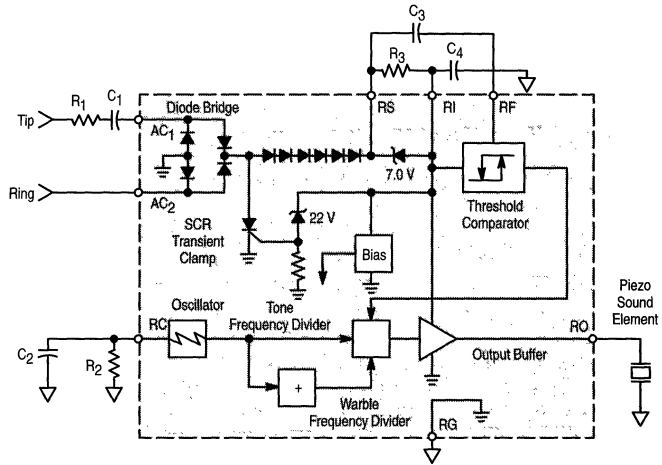 C3
R3
C4
R1
C1
Diode Bridge
RS
RI
RF
Tip
AC1
7.0 V
Ring
AC2
Threshold
Comparator
SCR
Transient
Clamp
22 V
Bias
Piezo
Sound
Element
Oscillator
Tone
Frequency Divider
RC
RO
C2
R2
Output Buffer
+
Warble
Frequency Divider
RG